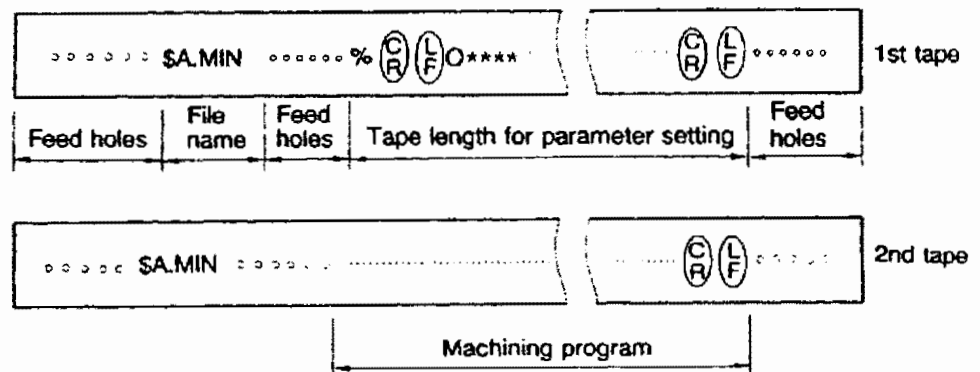 $A.MIN % CR LF O**** CR LF 1st tape
Feed holes File name Feed holes Tape length for parameter setting Feed holes
$A.MIN CR LF 2nd tape
Machining program